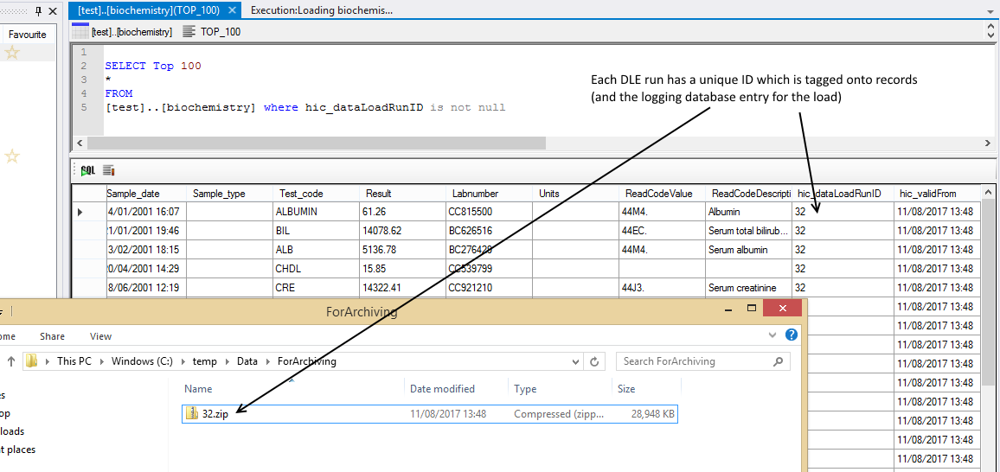 [test]..[biochemistry](TOP_100) Execution:Loading biochemis...
Favourite
[test]..[biochemistry] TOP_100
1
2 SELECT Top 100
3 *
4 FROM
5 [test]..[biochemistry] where hic_dataLoadRunID is not null
Each DLE run has a unique ID which is tagged onto records
(and the logging database entry for the load)
SQL
Sample_date Sample_type Test_code Result Labnumber Units ReadCodeValue ReadCodeDescripti hic_dataLoadRunID hic_validFrom
4/01/2001 16:07 ALBUMIN 61.26 CC815500 44M4. Albumin 32 11/08/2017 13:48
1/01/2001 19:46 BIL 14078.62 BC626516 44EC. Serum total bilirub... 32 11/08/2017 13:48
3/02/2001 18:15 ALB 5136.78 BC276429 44M4. Serum albumin 32 11/08/2017 13:48
0/04/2001 14:29 CHDL 15.85 CC539799 32 11/08/2017 13:48
8/06/2001 12:19 CRE 14322.41 CC921210 44J3. Serum creatinine 32 11/08/2017 13:48
11/08/2017 13:48
11/08/2017 13:48
11/08/2017 13:48
11/08/2017 13:48
11/08/2017 13:48
11/08/2017 13:48
11/08/2017 13:48
11/08/2017 13:48
11/08/2017 13:48
ForArchiving
ome Share View
This PC Windows (C:) temp Data ForArchiving Search ForArchiving
Name Date modified Type Size
32.zip 11/08/2017 13:48 Compressed (zipp... 28,948 KB
es
op
loads
t places